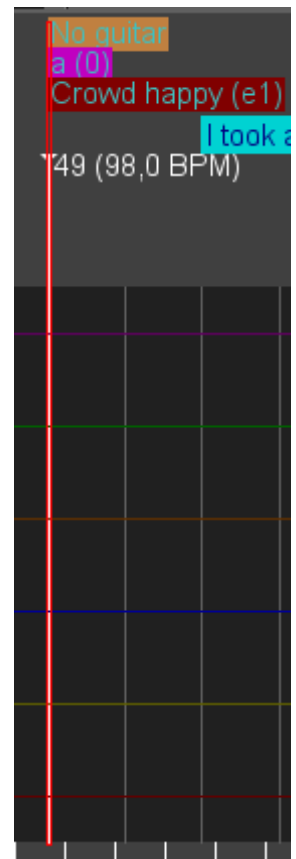 No guitar
a (0)
Crowd happy (e1)
I took a
49 (98,0 BPM)